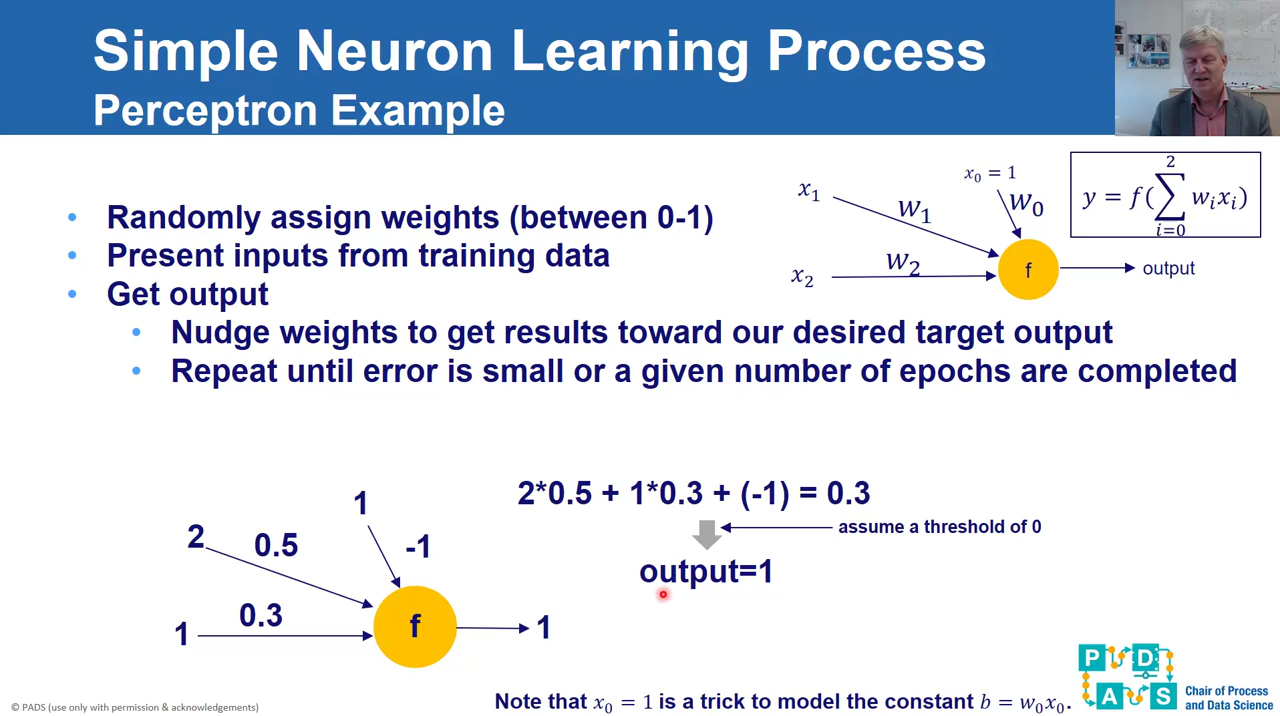 Simple Neuron Learning Process
Perceptron Example
• Randomly assign weights (between 0-1)
• Present inputs from training data
• Get output
• Nudge weights to get results toward our desired target output
• Repeat until error is small or a given number of epochs are completed
x₁
w₁
x₀ = 1
w₀
x₂
w₂
f
output
y = f(∑ᵢ₌₀² wᵢxᵢ)
2
0.5
1
-1
1
0.3
f
1
2*0.5 + 1*0.3 + (-1) = 0.3
assume a threshold of 0
output=1
Note that x₀ = 1 is a trick to model the constant b = w₀x₀.
© PADS (use only with permission & acknowledgements)
P D
A S
Chair of Process
and Data Science